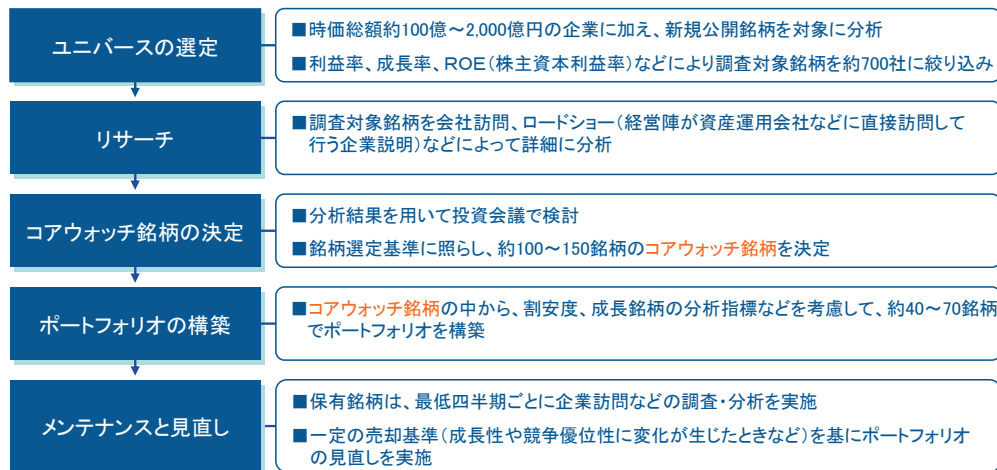 ユニバースの選定
■時価総額約100億～2,000億円の企業に加え、新規公開銘柄を対象に分析
■利益率、成長率、ROE(株主資本利益率)などにより調査対象銘柄を約700社に絞り込み
リサーチ
■調査対象銘柄を会社訪問、ロードショー(経営陣が資産運用会社などに直接訪問して
行う企業説明)などによって詳細に分析
コアウォッチ銘柄の決定
■分析結果を用いて投資会議で検討
■銘柄選定基準に照らし、約100～150銘柄のコアウォッチ銘柄を決定
ポートフォリオの構築
■コアウォッチ銘柄の中から、割安度、成長銘柄の分析指標などを考慮して、約40～70銘柄
でポートフォリオを構築
メンテナンスと見直し
■保有銘柄は、最低四半期ごとに企業訪問などの調査・分析を実施
■一定の売却基準(成長性や競争優位性に変化が生じたときなど)を基にポートフォリオ
の見直しを実施